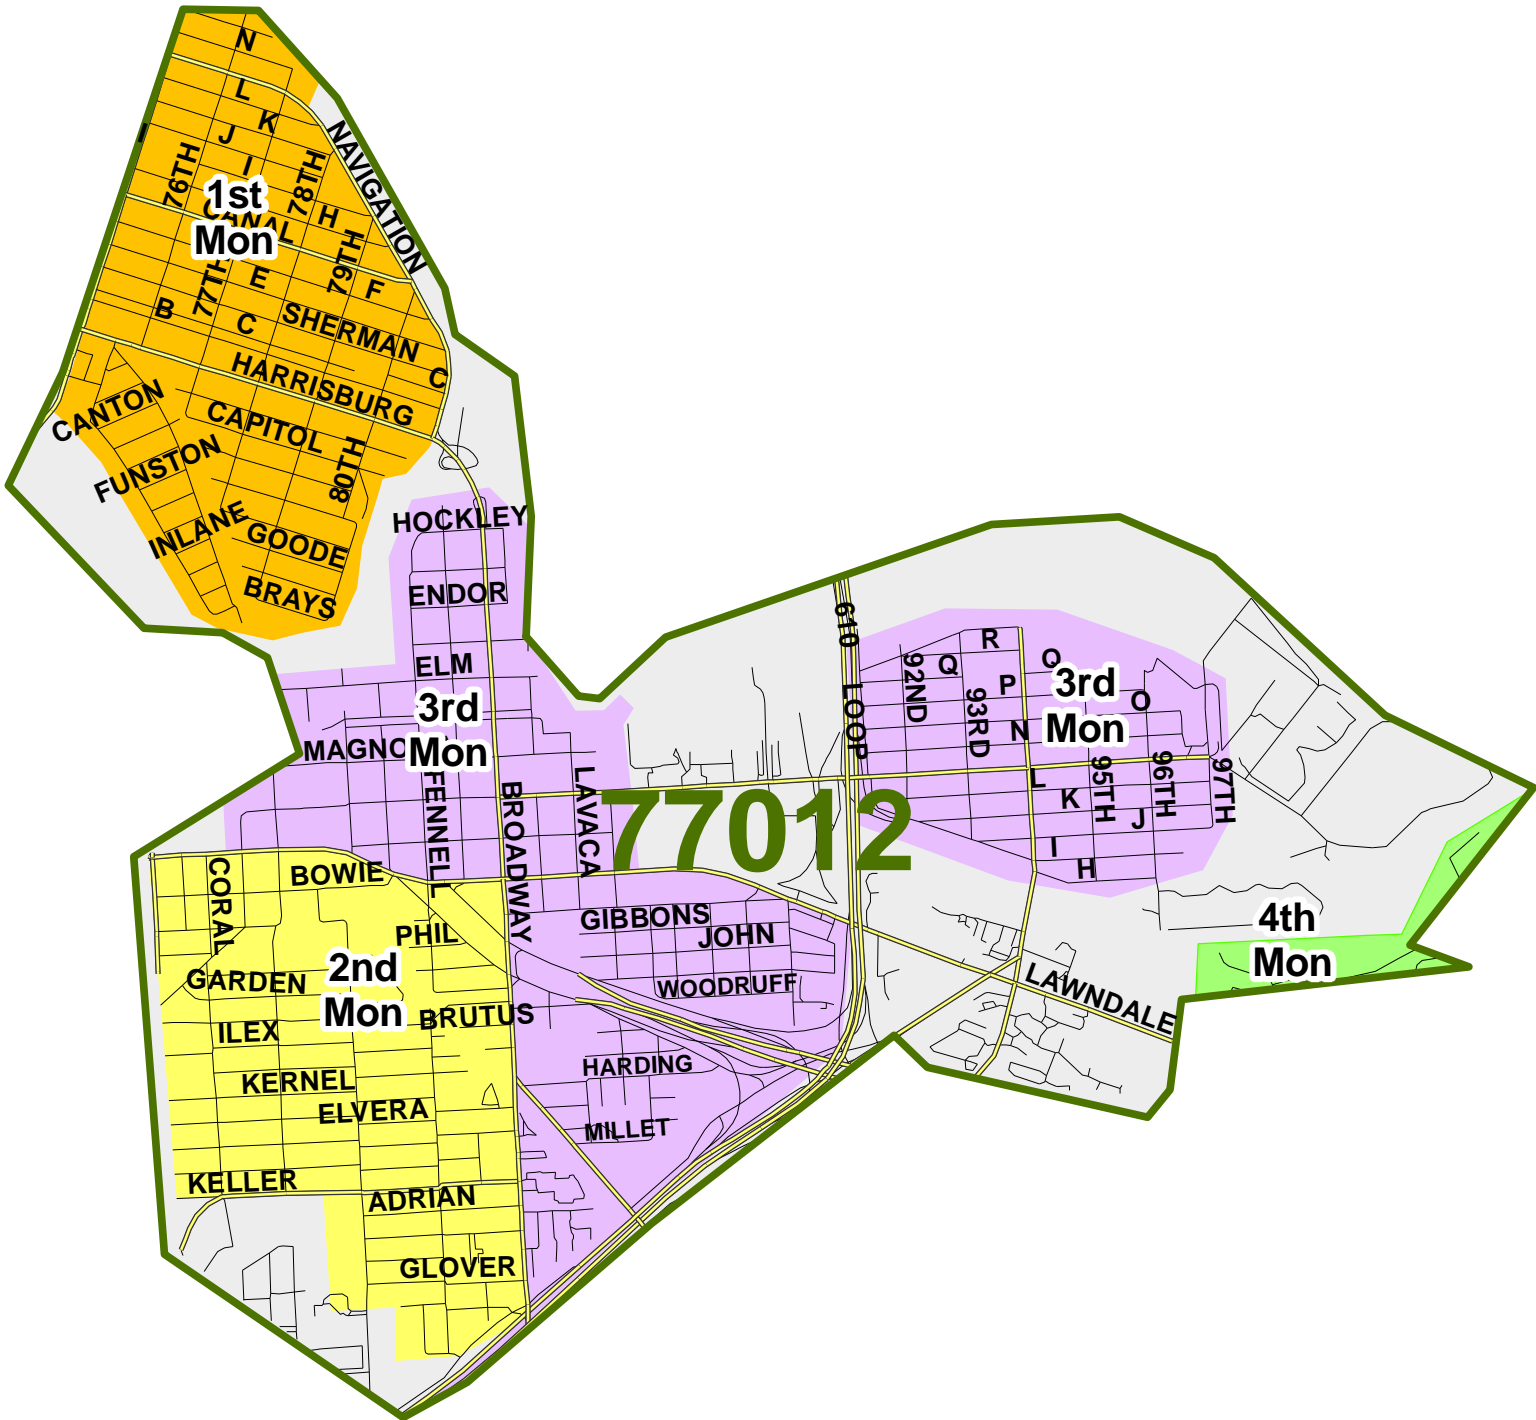 N
L
K
J
I
I
NAVIGATION
76TH
78TH
1st
Mon
CANAL
H
79TH
77TH
E
F
B
C
SHERMAN
HARRISBURG
C
CANTON
CAPITOL
FUNSTON
80TH
INLANE
GOODE
BRAYS
HOCKLEY
ENDOR
ELM
3rd
Mon
MAGNO
FENNELL
BROADWAY
LAVACA
77012
610 LOOP
R
Q
Q
92ND
P
93RD
3rd
Mon
O
N
L
K
95TH
96TH
97TH
J
I
H
4th
Mon
CORAL
BOWIE
PHIL
GIBBONS
JOHN
GARDEN
2nd
Mon
WOODRUFF
BRUTUS
ILEX
LAWNDALE
KERNEL
HARDING
ELVERA
MILLET
KELLER
ADRIAN
GLOVER